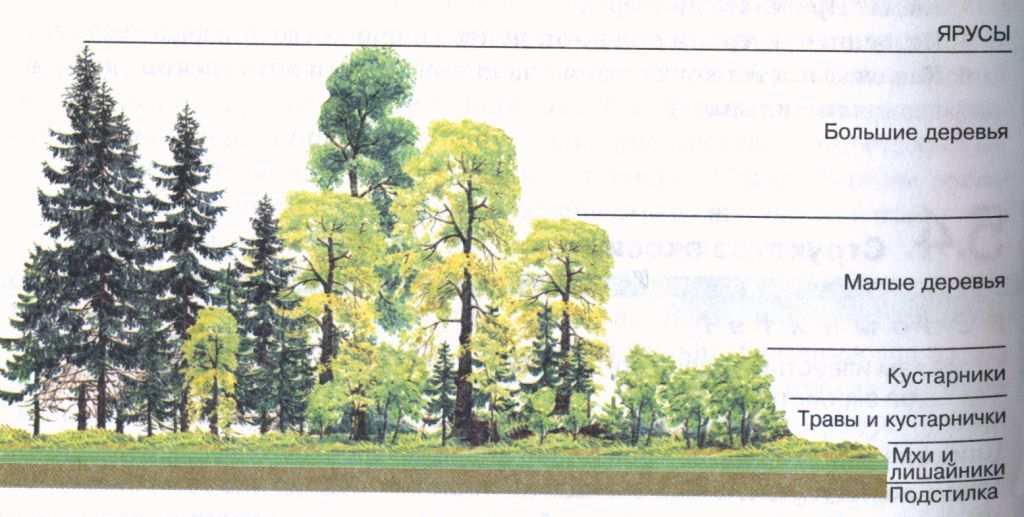 ЯРУСЫ
Большие деревья
Малые деревья
Кустарники
Травы и кустарнички
Мхи и
лишайники
Подстилка